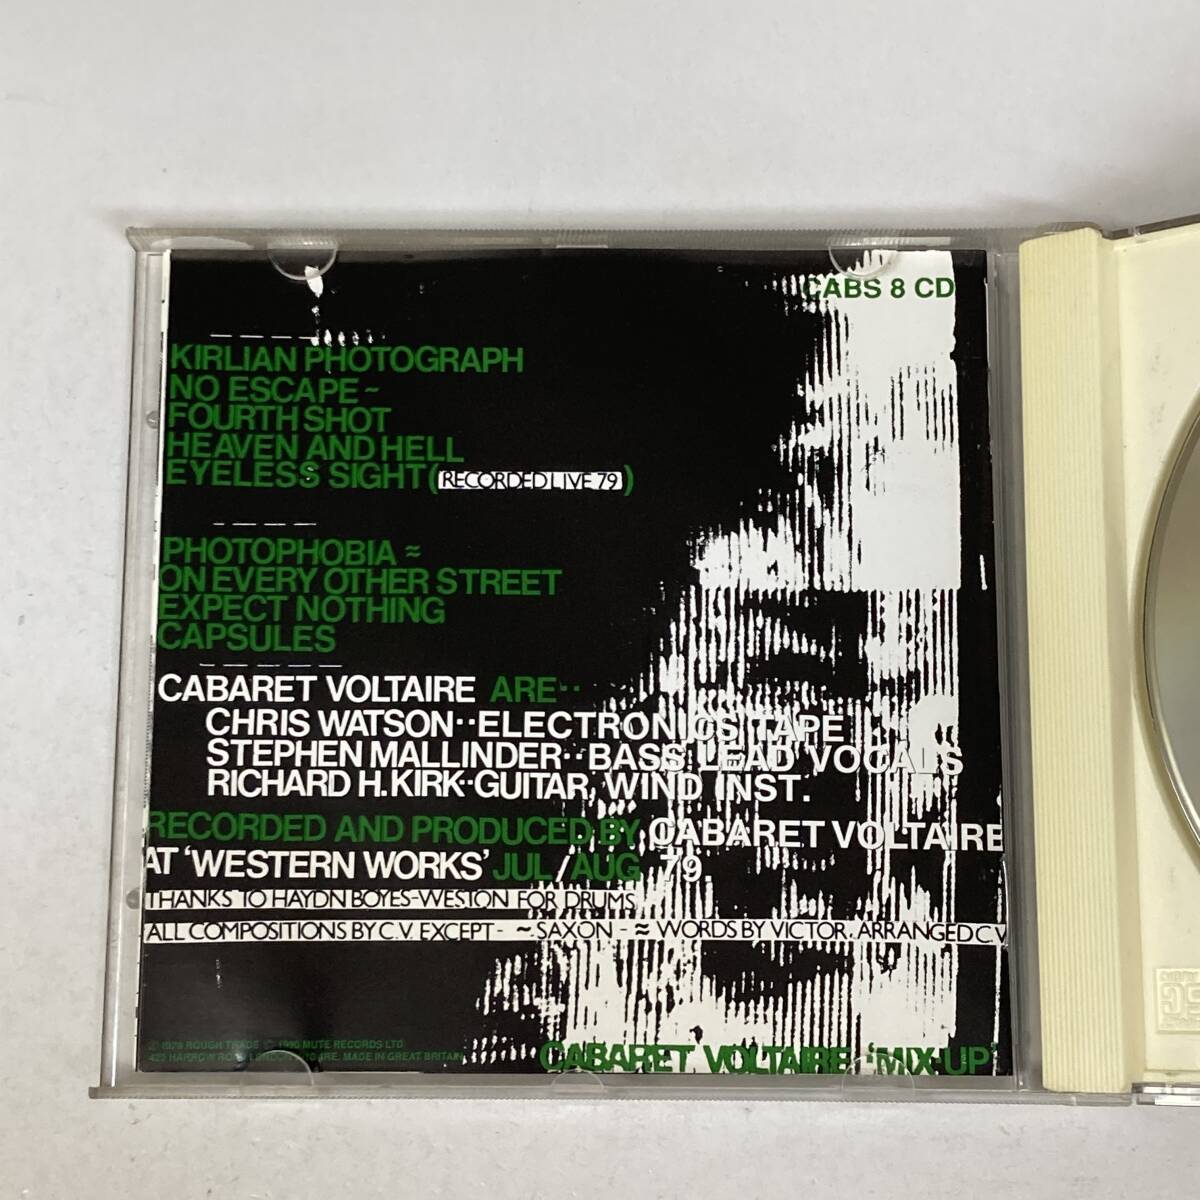 CABS 8 CD
KIRLIAN PHOTOGRAPH
NO ESCAPE ~
FOURTH SHOT
HEAVEN AND HELL
EYELESS SIGHT (RECORDED LIVE 79)
PHOTOPHOBIA ≈
ON EVERY OTHER STREET
EXPECT NOTHING
CAPSULES
CABARET VOLTAIRE ARE··
CHRIS WATSON··ELECTRONICS TAPE
STEPHEN MALLINDER··BASS LEAD VOCALS
RICHARD H.KIRK··GUITAR, WIND INST.
RECORDED AND PRODUCED BY CABARET VOLTAIRE
AT 'WESTERN WORKS' JUL/AUG 79
THANKS TO HAYDN BOYES-WESTON FOR DRUMS
ALL COMPOSITIONS BY C.V. EXCEPT - ~ SAXON - ≈ WORDS BY VICTOR. ARRANGED C.V
ROUGH TRADE © 1990 MUTE RECORDS LTD
429 HARROW LONDON MADE IN GREAT BRITAIN
CABARET VOLTAIRE 'MIX-UP'